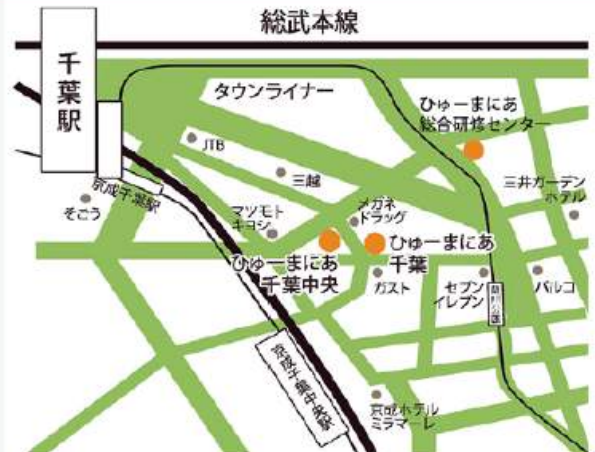 総武本線
千葉駅
タウンライナー
ひゅーまにあ
総合研修センター
JTB
三越
三井ガーデン
ホテル
京成千葉駅
そごう
マツモト
キヨシ
メガネ
ドラッグ
ひゅーまにあ
千葉
ひゅーまにあ
千葉中央
ガスト
セブン
イレブン
パルコ
京成千葉中央駅
京成ホテル
ミラマーレ